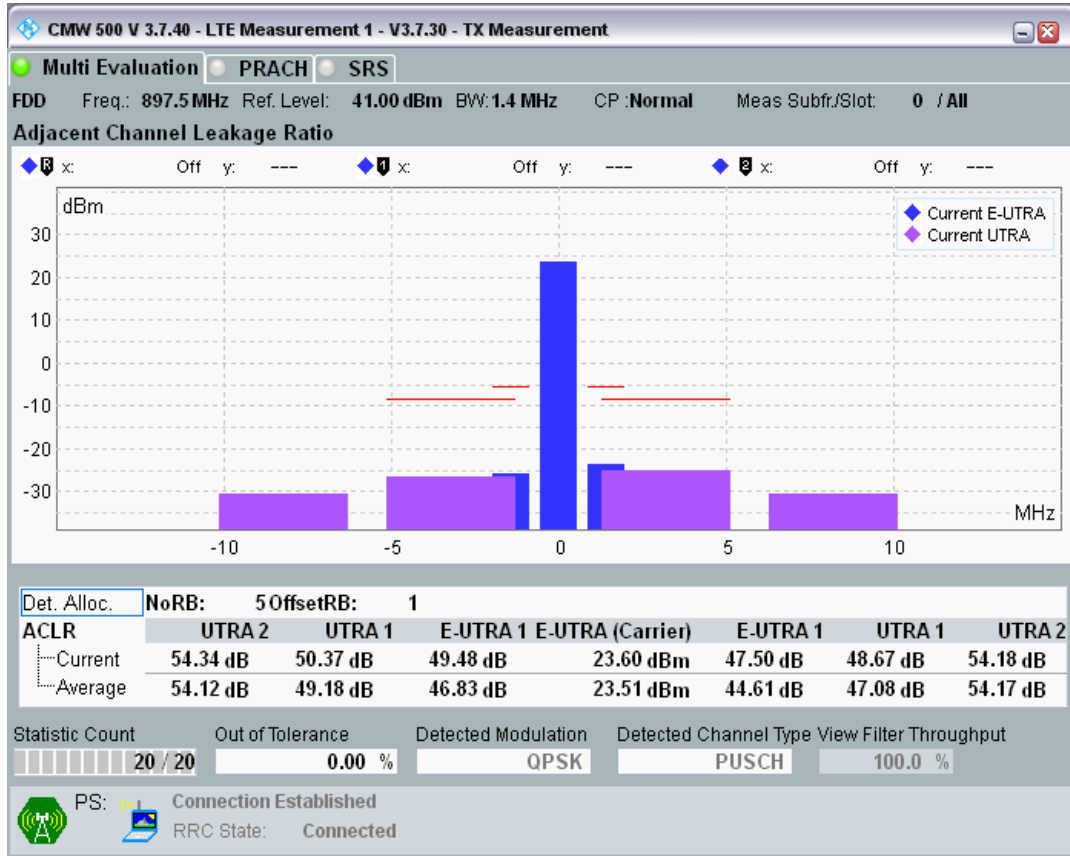 CMW 500 V 3.7.40 - LTE Measurement 1 - V3.7.30 - TX Measurement
Multi Evaluation PRACH SRS
FDD Freq.: 897.5 MHz Ref. Level: 41.00 dBm BW: 1.4 MHz CP :Normal Meas Subfr./Slot: 0 / All
Adjacent Channel Leakage Ratio
R x: Off y: --- 1 x: Off y: --- 2 x: Off y: ---
dBm
Current E-UTRA
Current UTRA
30
20
10
0
-10
-20
-30
MHz
-10 -5 0 5 10
Det. Alloc. NoRB: 5 OffsetRB: 1
ACLR UTRA 2 UTRA 1 E-UTRA 1 E-UTRA (Carrier) E-UTRA 1 UTRA 1 UTRA 2
Current 54.34 dB 50.37 dB 49.48 dB 23.60 dBm 47.50 dB 48.67 dB 54.18 dB
Average 54.12 dB 49.18 dB 46.83 dB 23.51 dBm 44.61 dB 47.08 dB 54.17 dB
Statistic Count Out of Tolerance Detected Modulation Detected Channel Type View Filter Throughput
20 / 20 0.00 % QPSK PUSCH 100.0 %
PS: Connection Established
RRC State: Connected